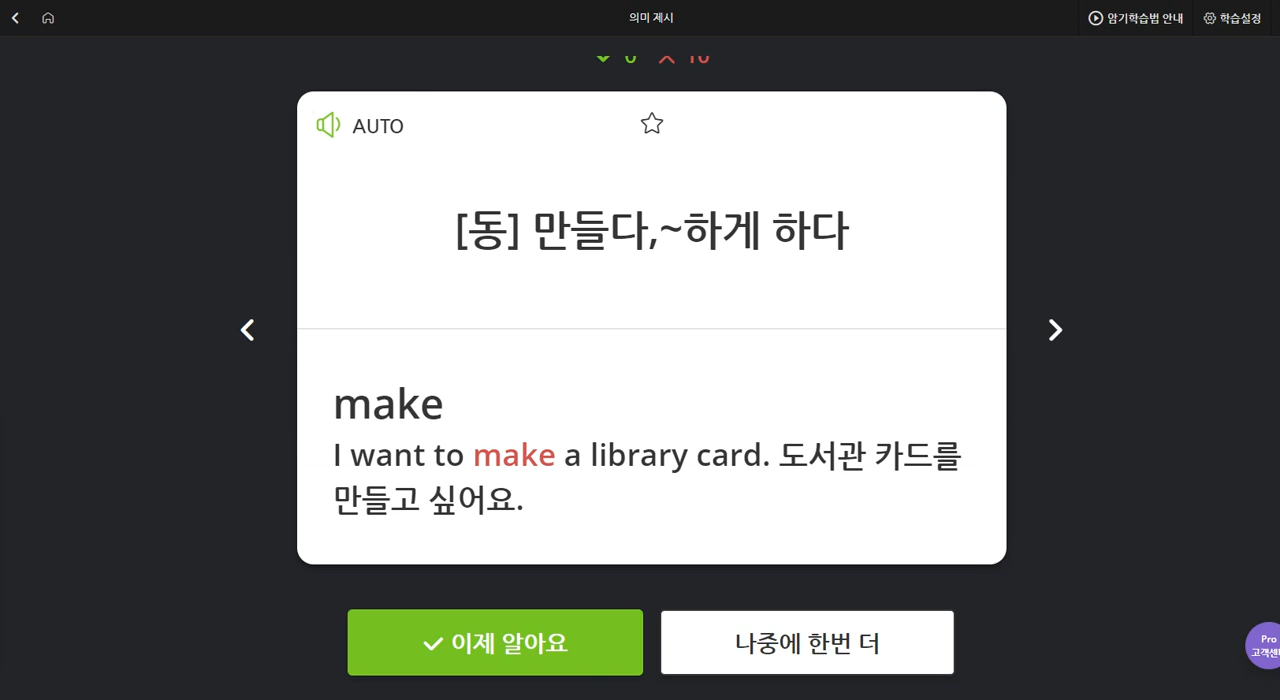 의미 제시
암기학습법 안내
학습설정
AUTO
[동] 만들다,~하게 하다
make
I want to make a library card. 도서관 카드를
만들고 싶어요.
이제 알아요
나중에 한번 더
Pro